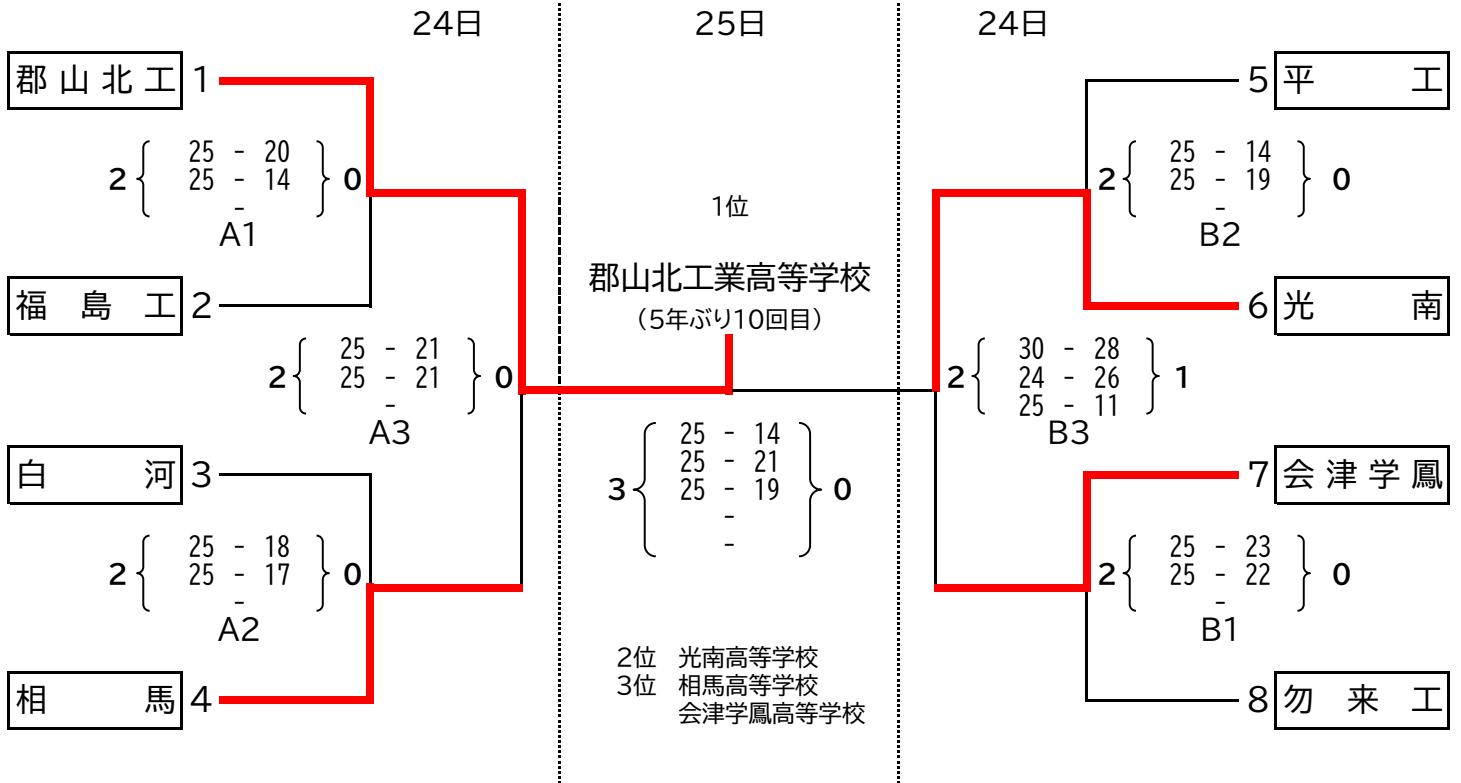 24日
25日
24日
郡山北工 1
2 25 - 20 0
25 - 14
-
A1
福島工 2
2 25 - 21 0
25 - 21
-
A3
白河 3
2 25 - 18 0
25 - 17
-
A2
相馬 4
1位
郡山北工業高等学校
(5年ぶり10回目)
3 25 - 14 0
25 - 21
25 - 19
-
-
2位 光南高等学校
3位 相馬高等学校
会津学鳳高等学校
5 平工
2 25 - 14 0
25 - 19
-
B2
6 光南
2 30 - 28 1
24 - 26
25 - 11
B3
7 会津学鳳
2 25 - 23 0
25 - 22
-
B1
8 勿来工